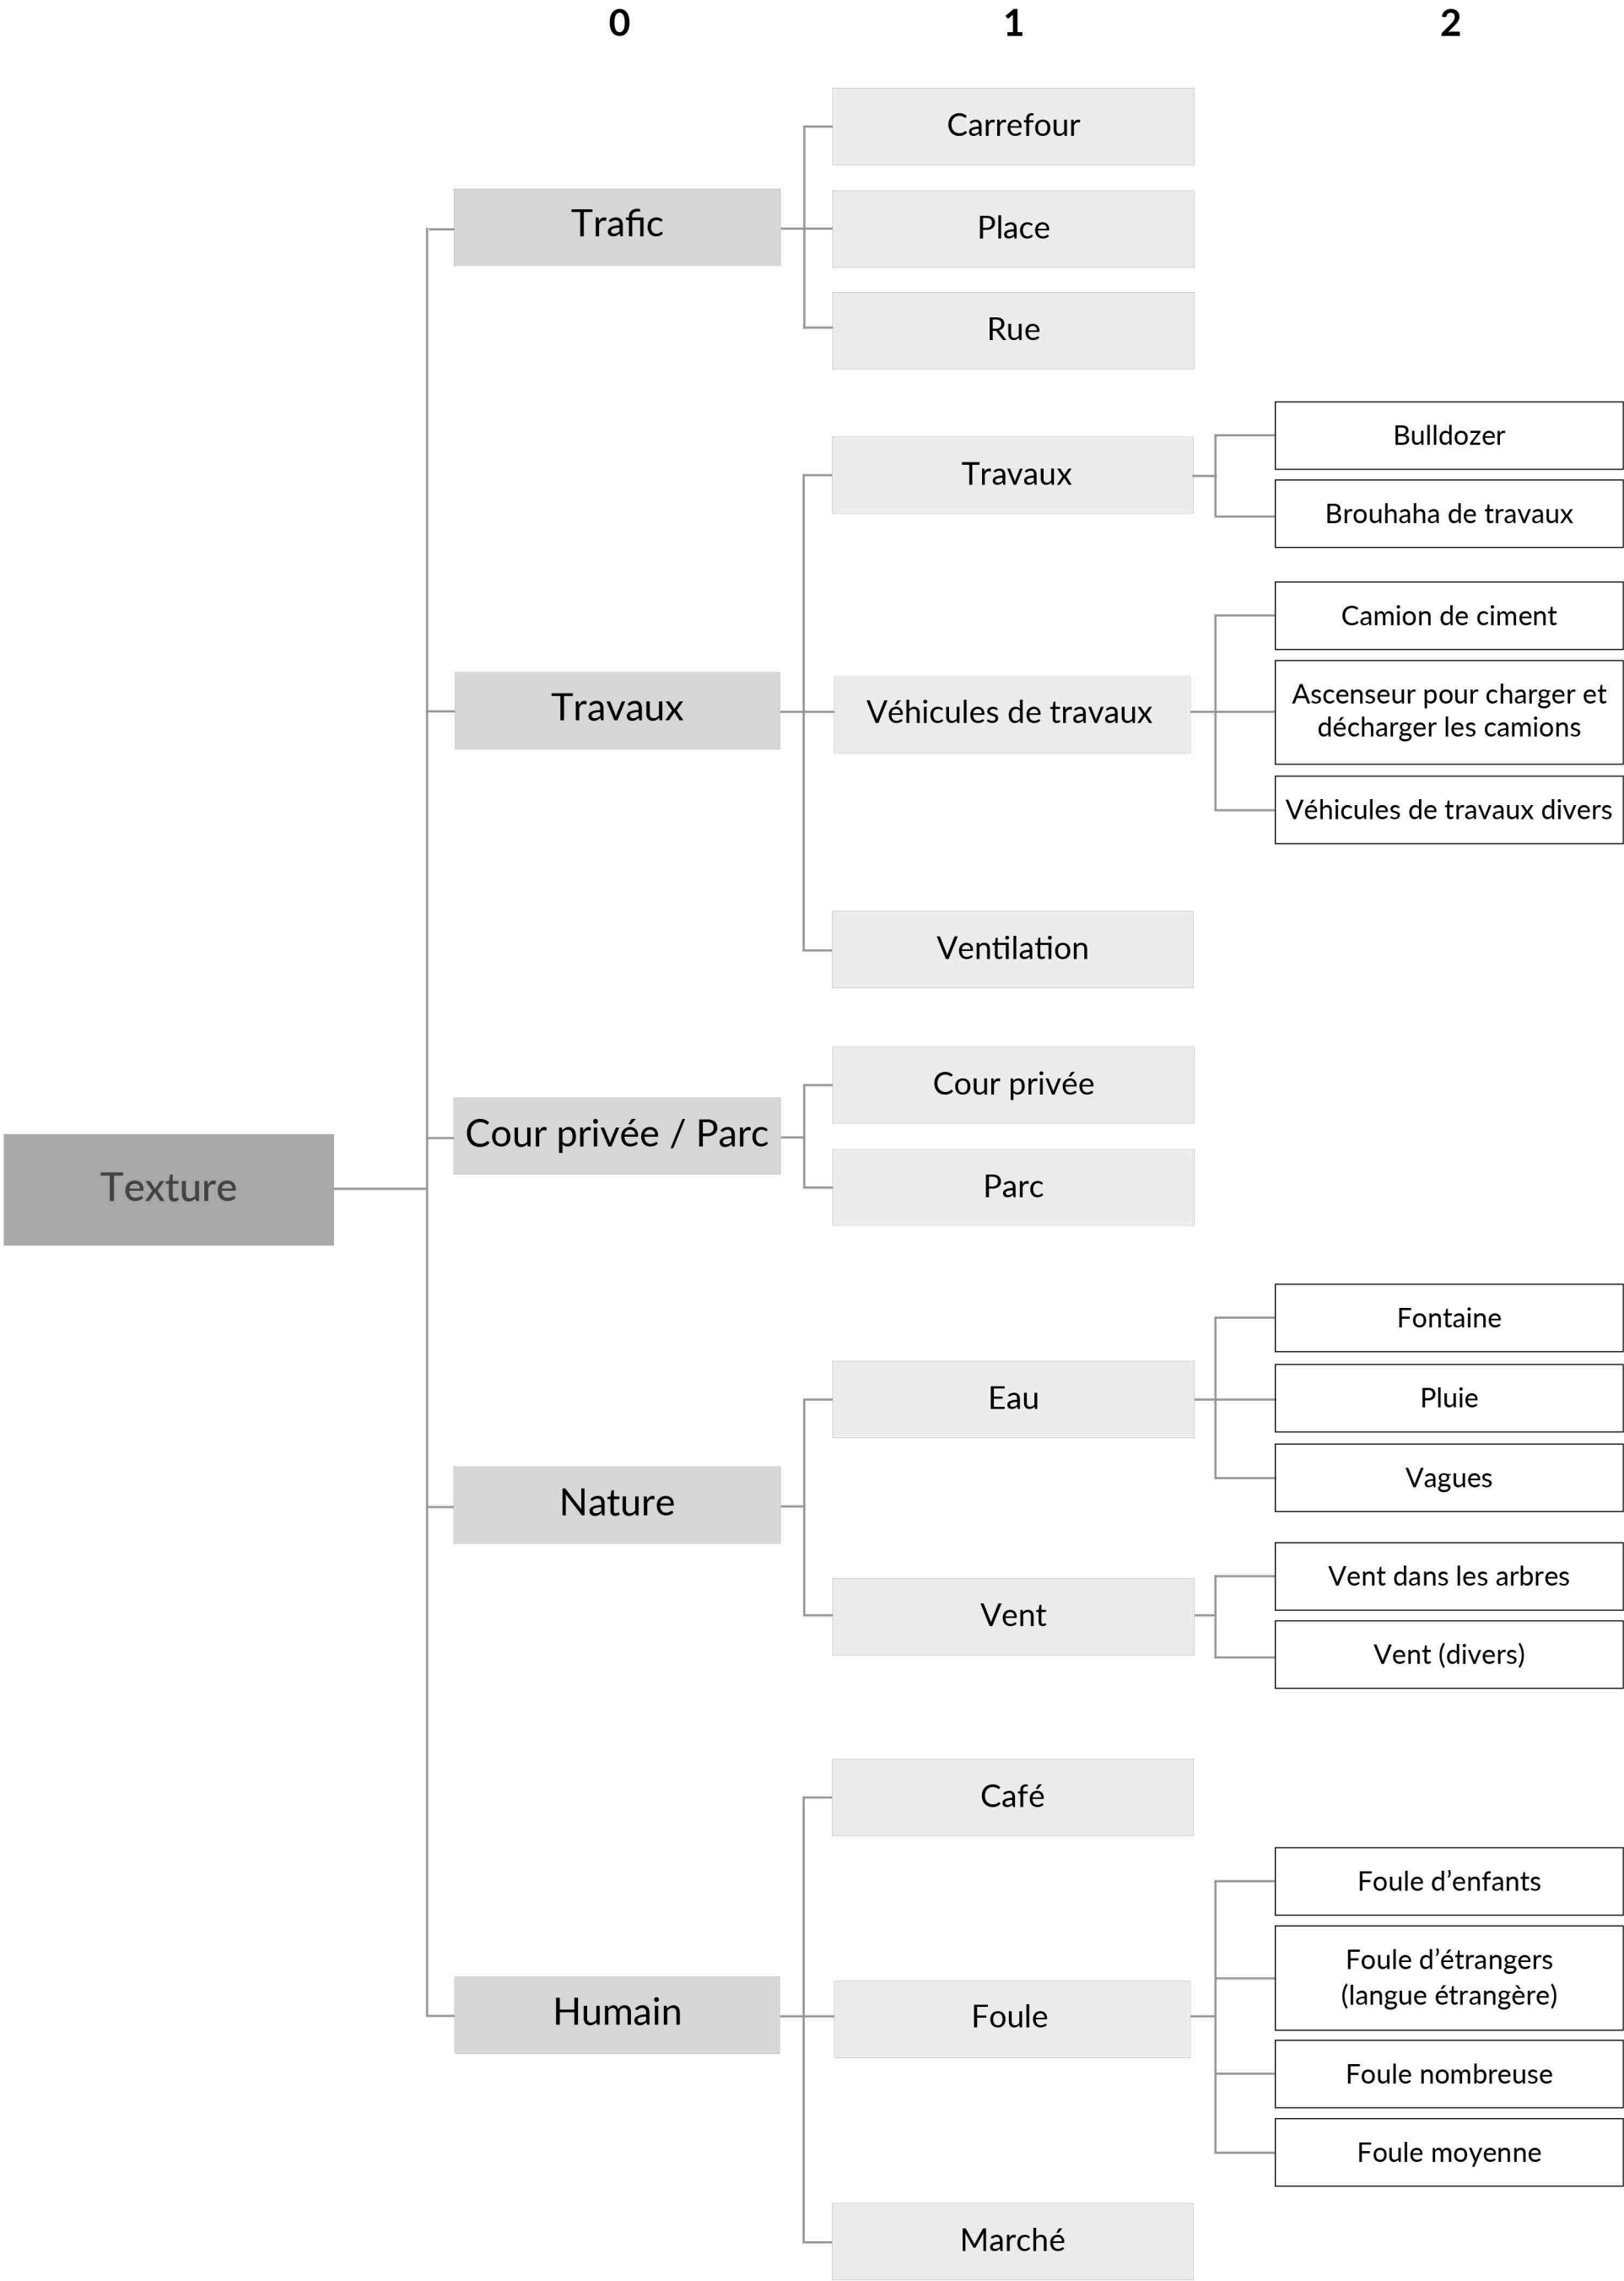 0 1 2
Carrefour
Trafic
Place
Rue
Bulldozer
Travaux
Brouhaha de travaux
Camion de ciment
Travaux
Véhicules de travaux
Ascenseur pour charger et
décharger les camions
Véhicules de travaux divers
Ventilation
Cour privée
Cour privée / Parc
Parc
Texture
Fontaine
Eau
Pluie
Vagues
Nature
Vent dans les arbres
Vent
Vent (divers)
Café
Foule d’enfants
Foule d’étrangers
(langue étrangère)
Humain
Foule
Foule nombreuse
Foule moyenne
Marché